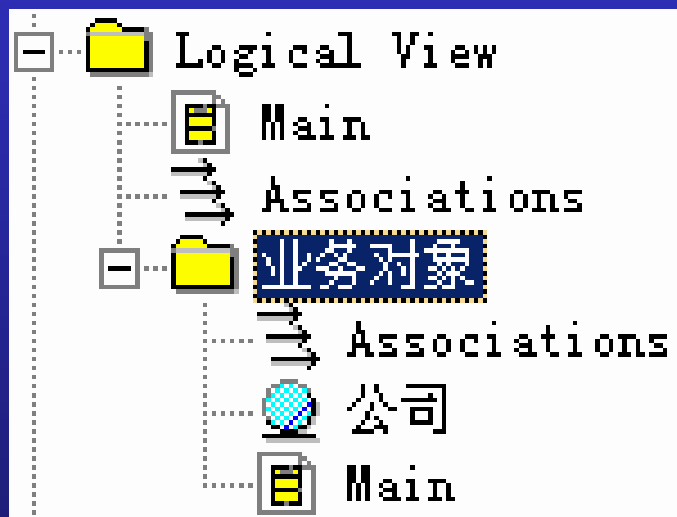 Logical View
Main
Associations
业务对象
Associations
公司
Main